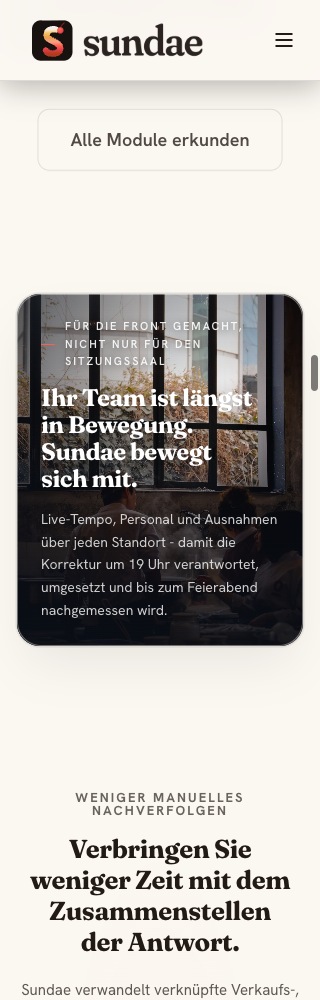 sundae
Alle Module erkunden
FÜR DIE FRONT GEMACHT,
NICHT NUR FÜR DEN
SITZUNGSSAAL
Ihr Team ist längst
in Bewegung.
Sundae bewegt
sich mit.
Live-Tempo, Personal und Ausnahmen
über jeden Standort - damit die
Korrektur um 19 Uhr verantwortet,
umgesetzt und bis zum Feierabend
nachgemessen wird.
WENIGER MANUELLES
NACHVERFOLGEN
Verbringen Sie
weniger Zeit mit dem
Zusammenstellen
der Antwort.
Sundae verwandelt verknüpfte Verkaufs-,